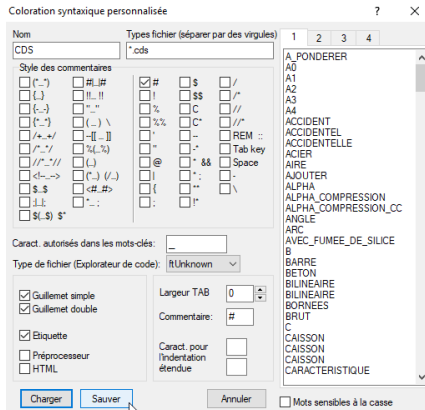 Coloration syntaxique personnalisée ? ✕
Nom
CDS
Types fichier (séparer par des virgules)
*.cds
Style des commentaires
(*_*) #|_|# # $ /
{_} !!_ !! ! $$ /*
{-_-} "_" % C //
{*_*} (_) \ %% C* //*
/+_+/ --[[ _ ]] ' -- REM ::
/*_*/ %(_%) " -* Tab key
//*_*// (_) @ * && Space
<!--_--> (*_) (/_) | * ; -
$_$ <#_#> { ** \
;|_|; *_ ; ; !*
$(_$) $*
Caract. autorisés dans les mots-clés: _
Type de fichier (Explorateur de code): ftUnknown
Guillemet simple
Guillemet double
Etiquette
Préprocesseur
HTML
Largeur TAB 0
Commentaire: #
Caract. pour
l'indentation
étendue
Charger Sauver Annuler
1 2 3 4
A_PONDERER
A0
A1
A2
A3
A4
ACCIDENT
ACCIDENTEL
ACCIDENTELLE
ACIER
AIRE
AJOUTER
ALPHA
ALPHA_COMPRESSION
ALPHA_COMPRESSION_CC
ANGLE
ARC
AVEC_FUMEE_DE_SILICE
B
BARRE
BETON
BILINEAIRE
BILINEAIRE
BORNEES
BRUT
C
CAISSON
CAISSON
CAISSON
CARACTERISTIQUE
Mots sensibles à la casse